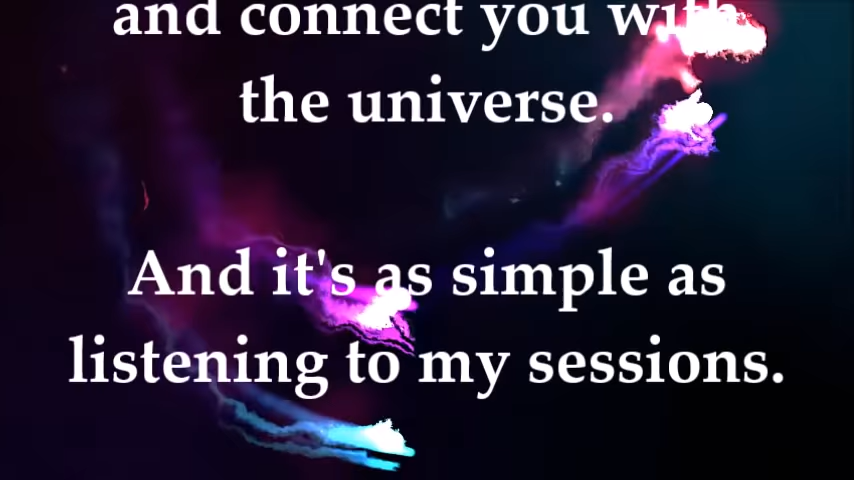 and connect you with
the universe.
And it's as simple as
listening to my sessions.